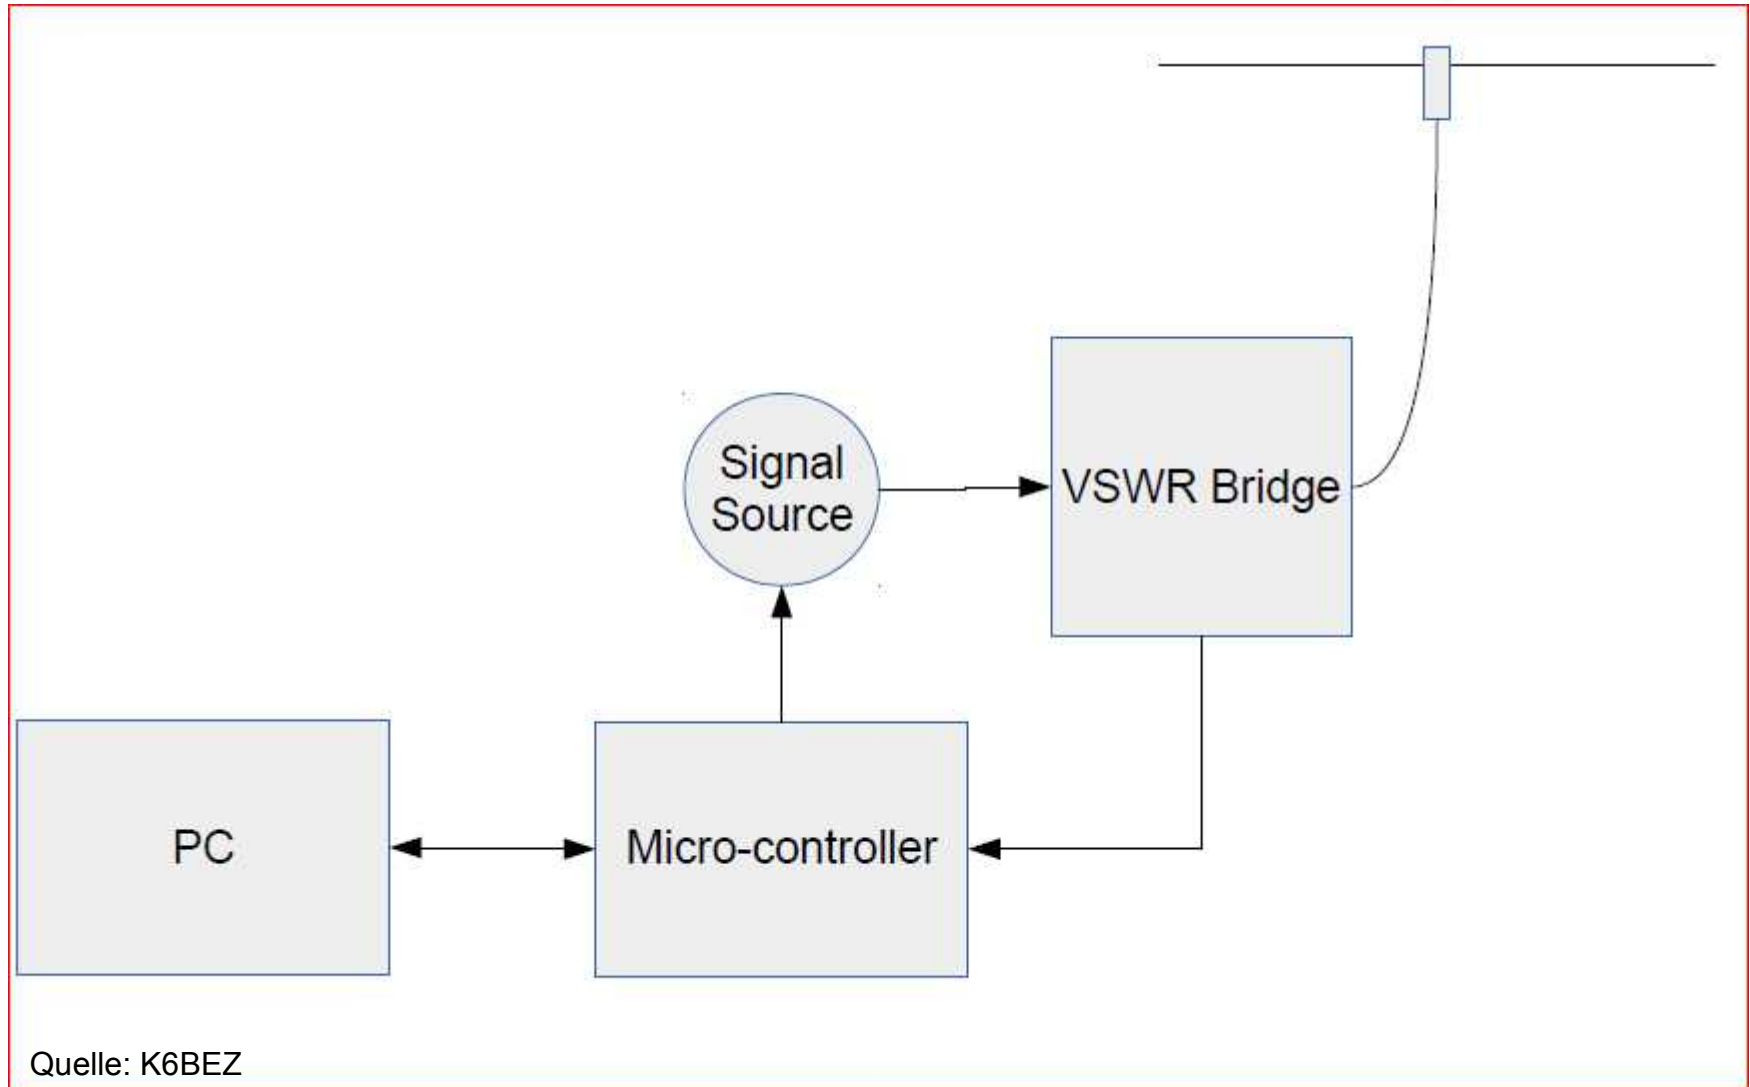 Signal
Source
VSWR Bridge
PC
Micro-controller
Quelle: K6BEZ